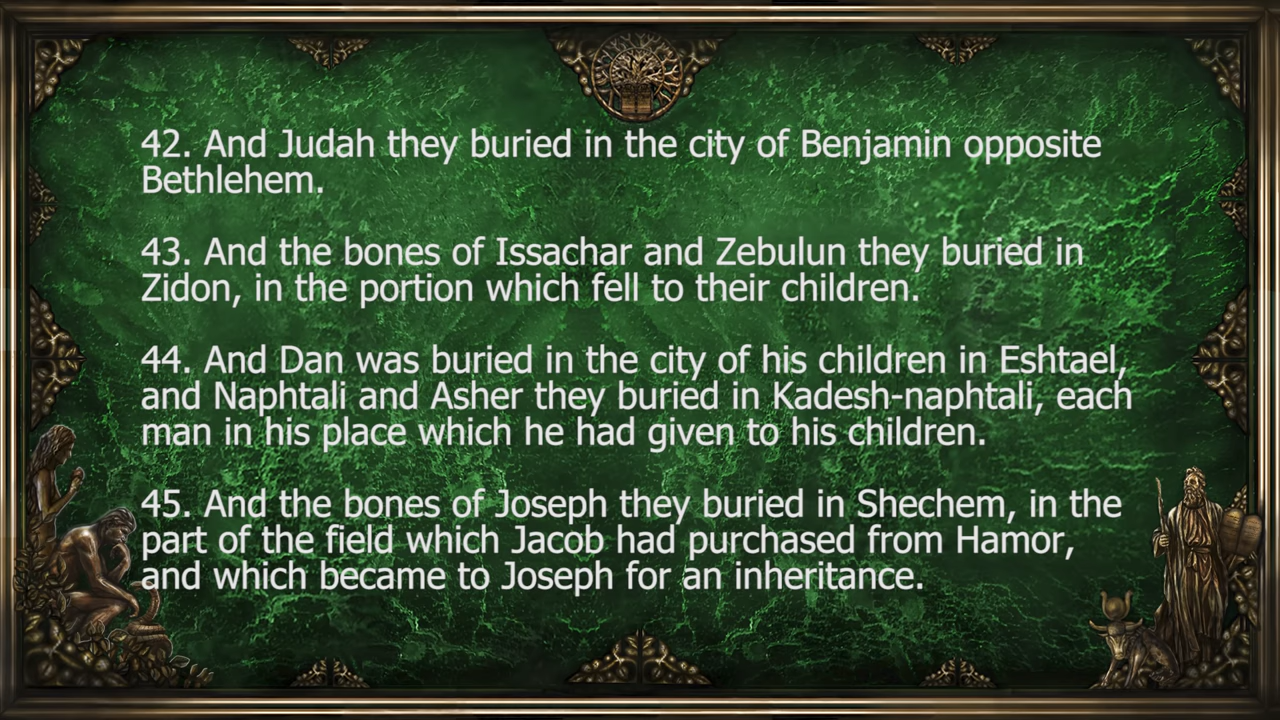 42. And Judah they buried in the city of Benjamin opposite
Bethlehem.
43. And the bones of Issachar and Zebulun they buried in
Zidon, in the portion which fell to their children.
44. And Dan was buried in the city of his children in Eshtael,
and Naphtali and Asher they buried in Kadesh-naphtali, each
man in his place which he had given to his children.
45. And the bones of Joseph they buried in Shechem, in the
part of the field which Jacob had purchased from Hamor,
and which became to Joseph for an inheritance.